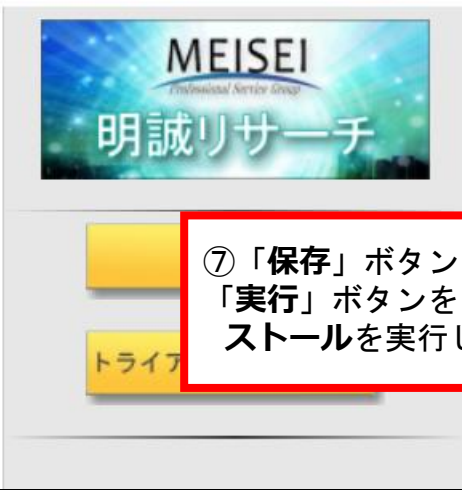 MEISEI
Professional Service Group
明誠リサーチ
⑦「保存」ボタン
「実行」ボタンを
ストールを実行し
トライア